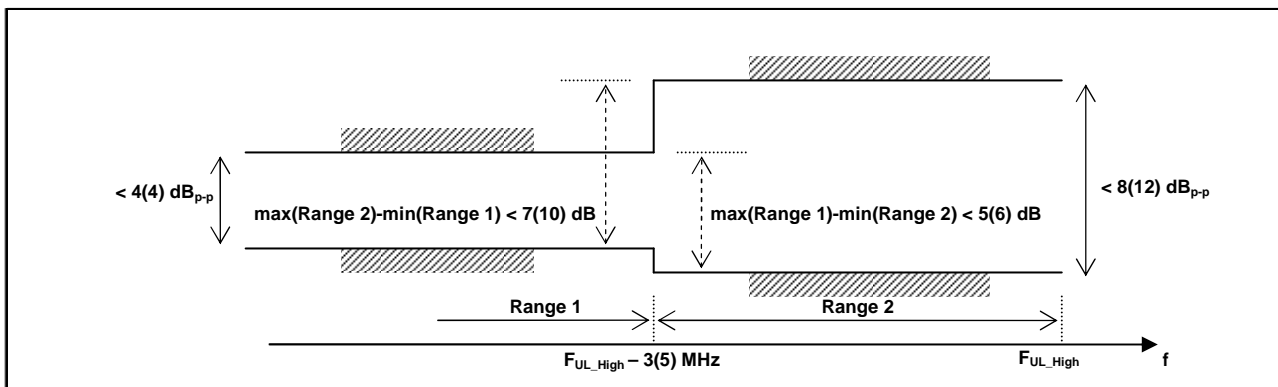 < 4(4) dBp-p
< 8(12) dBp-p
max(Range 2)-min(Range 1) < 7(10) dB
max(Range 1)-min(Range 2) < 5(6) dB
Range 1
Range 2
FUL_High – 3(5) MHz
FUL_High
f